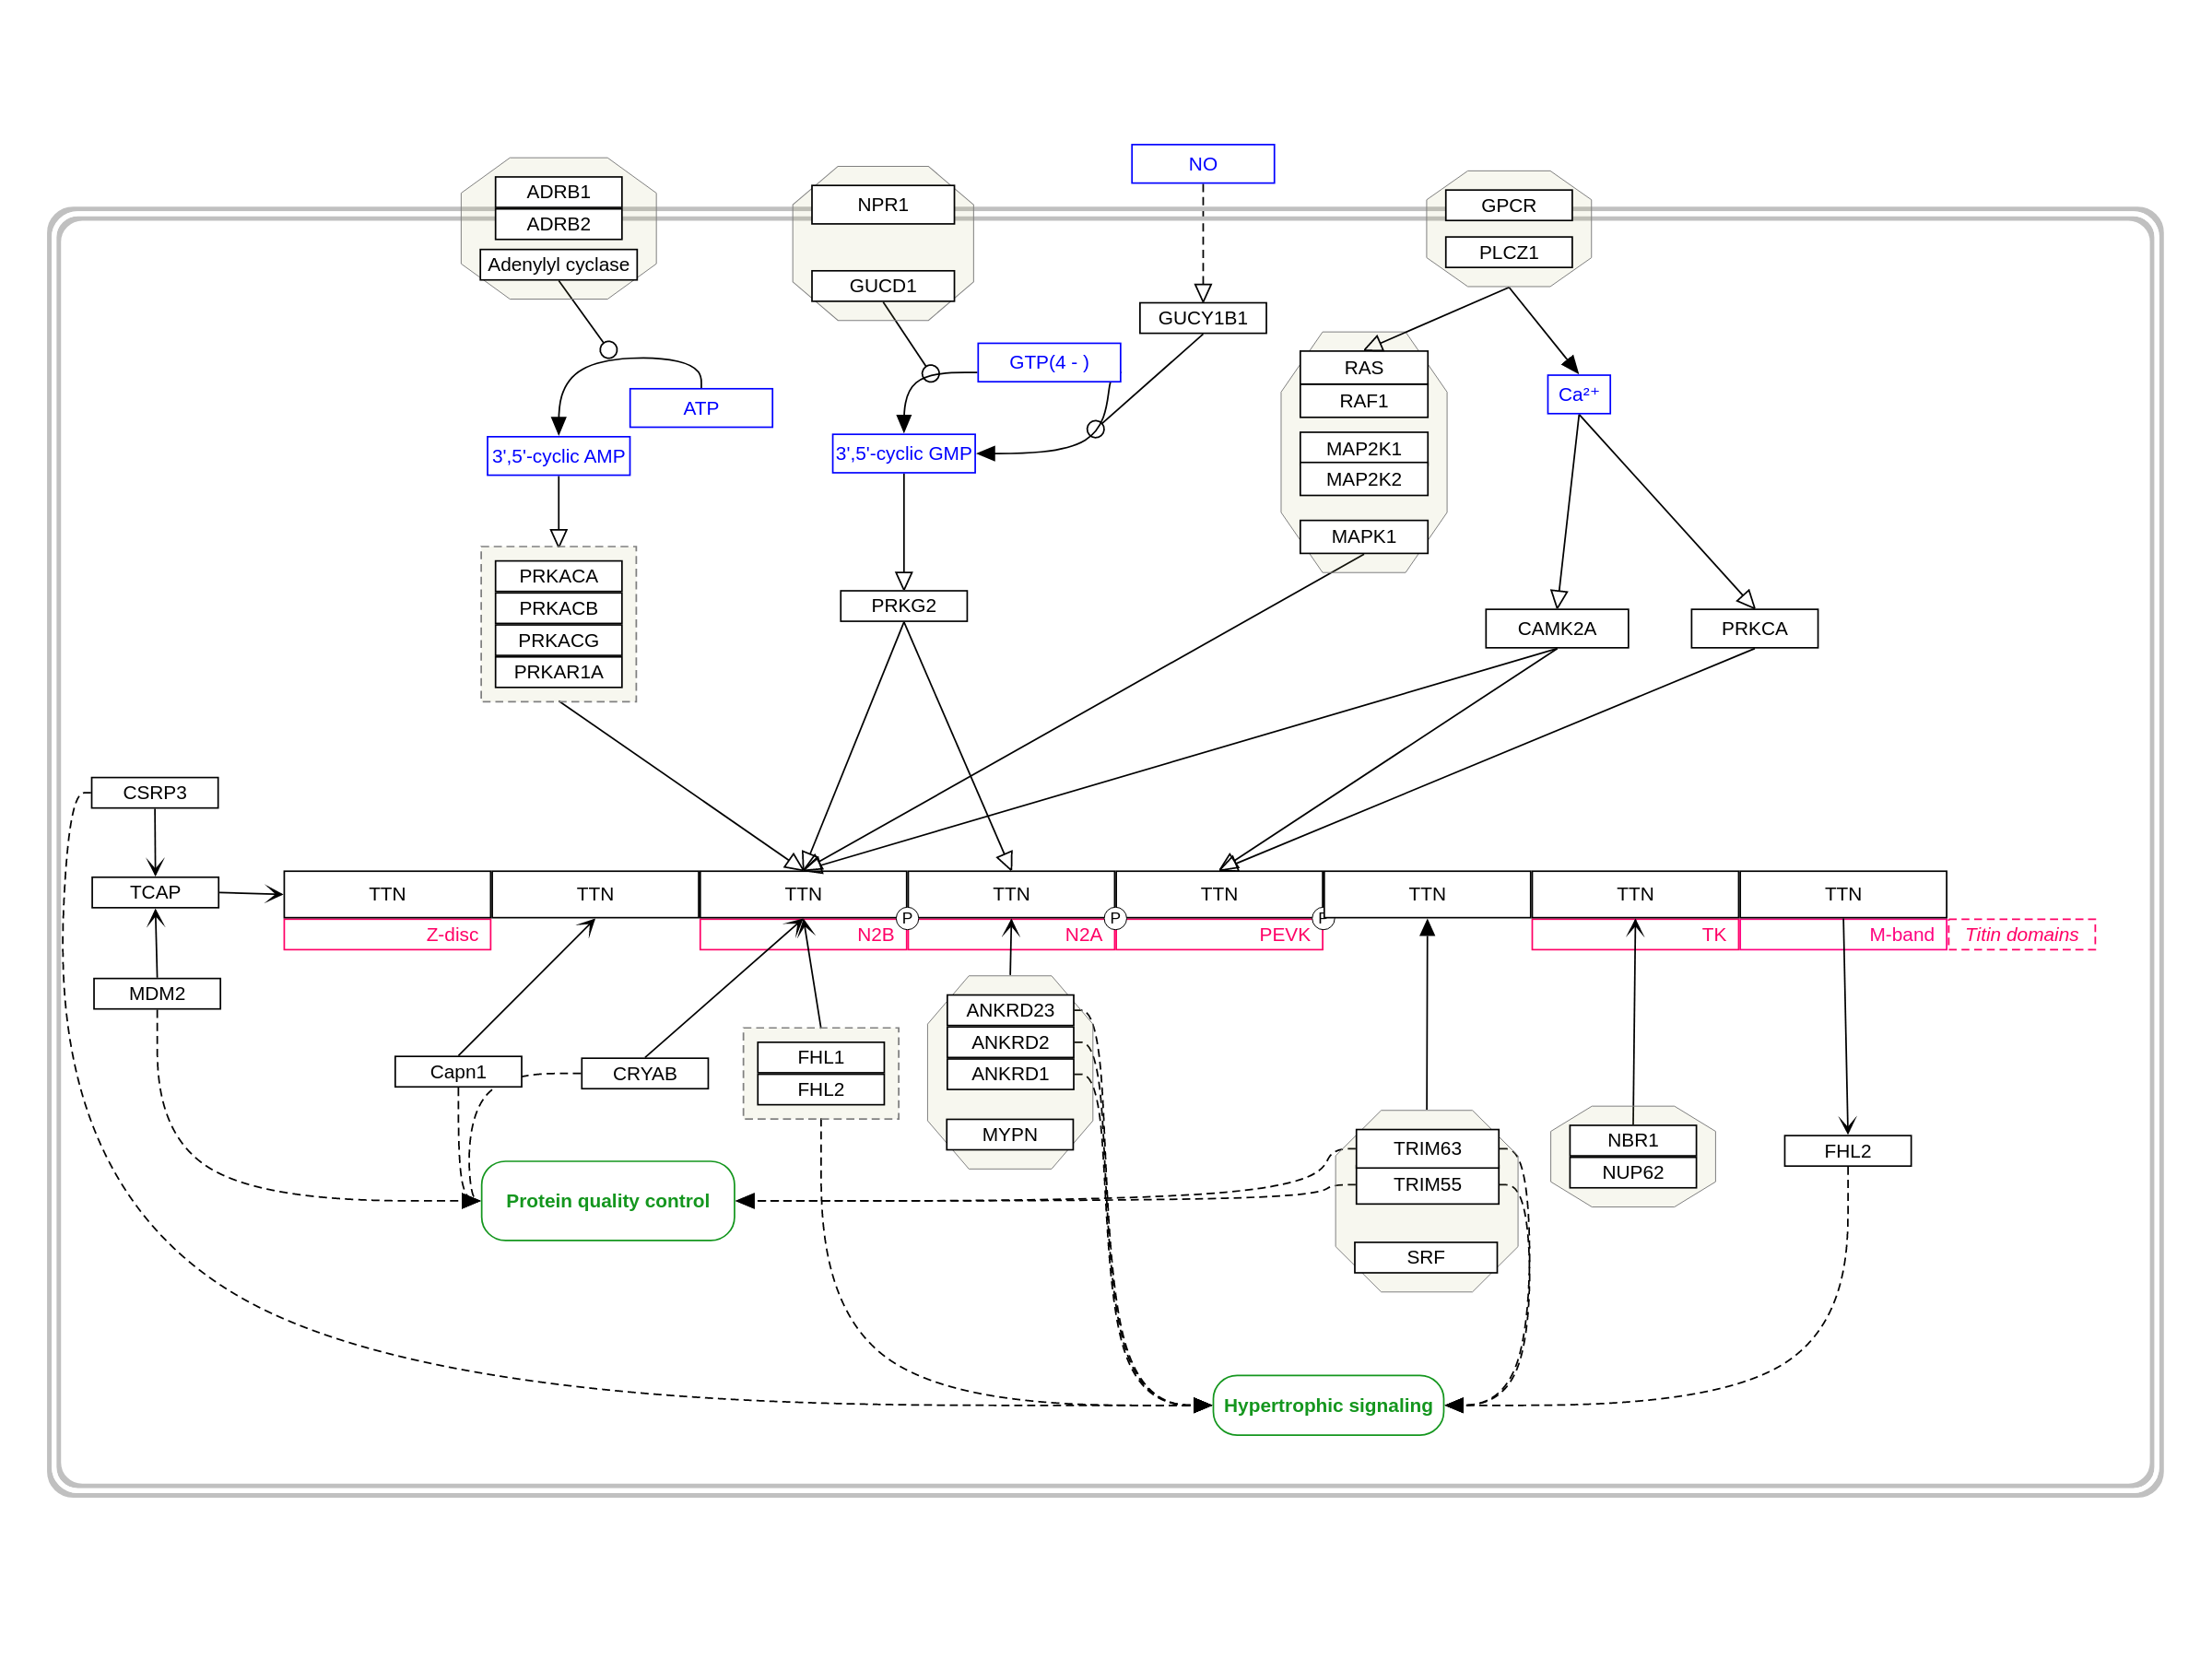 NO
ADRB1
ADRB2
Adenylyl cyclase
NPR1
GUCD1
GPCR
PLCZ1
GUCY1B1
GTP(4 - )
ATP
RAS
RAF1
MAP2K1
MAP2K2
MAPK1
Ca²⁺
3',5'-cyclic AMP
3',5'-cyclic GMP
PRKACA
PRKACB
PRKACG
PRKAR1A
PRKG2
CAMK2A
PRKCA
CSRP3
TCAP
TTN
TTN
TTN
TTN
TTN
TTN
TTN
TTN
P
P
P
Z-disc
N2B
N2A
PEVK
TK
M-band
Titin domains
MDM2
Capn1
CRYAB
FHL1
FHL2
ANKRD23
ANKRD2
ANKRD1
MYPN
TRIM63
TRIM55
SRF
NBR1
NUP62
FHL2
Protein quality control
Hypertrophic signaling